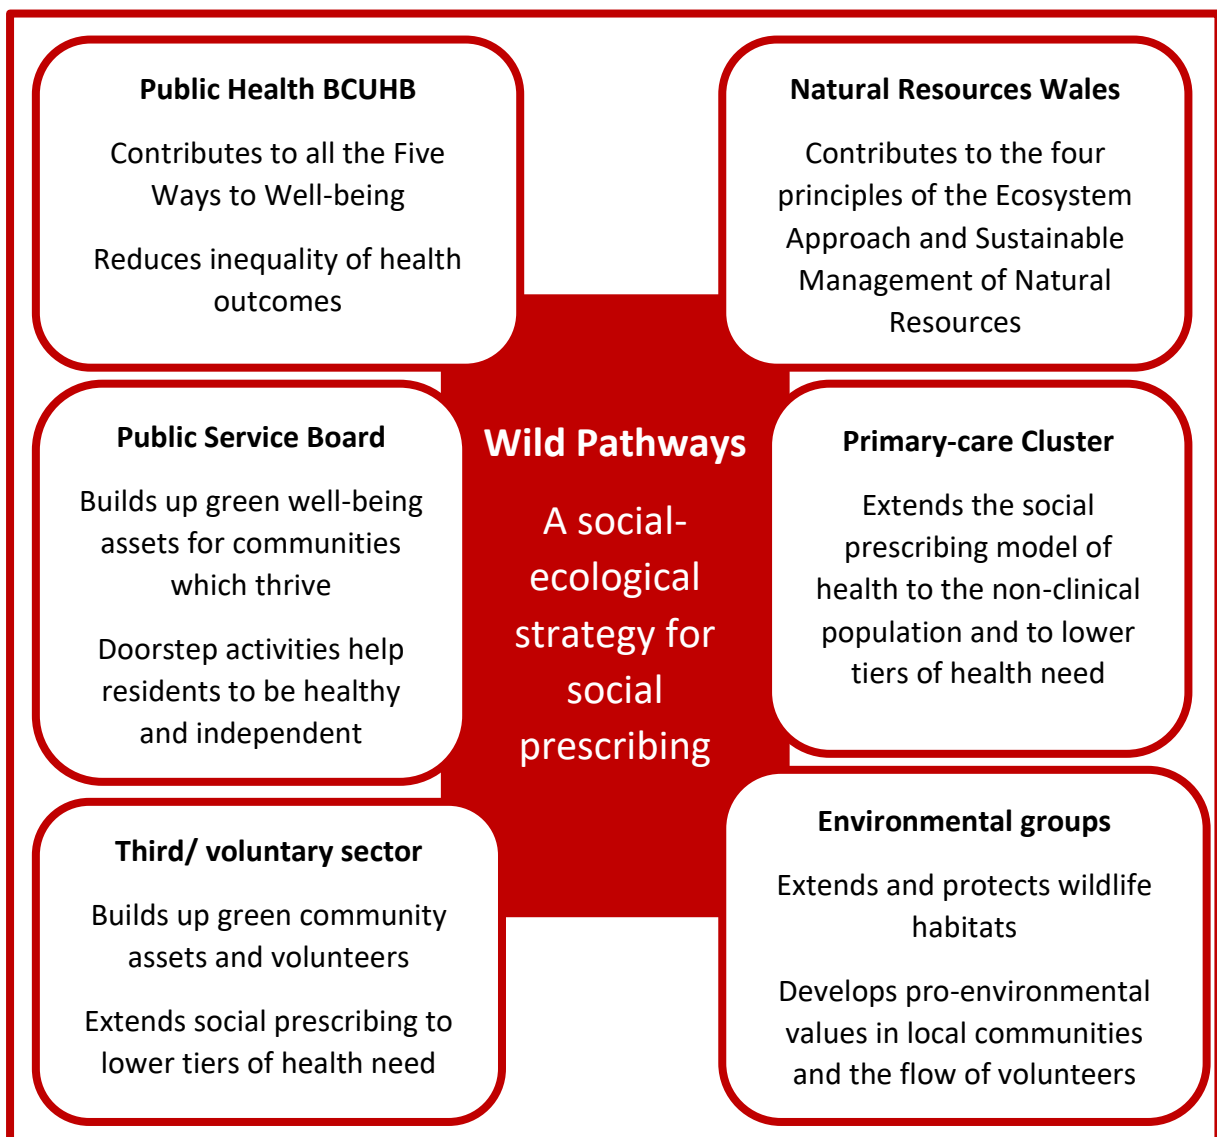 Public Health BCUHB
Contributes to all the Five
Ways to Well-being
Reduces inequality of health
outcomes
Natural Resources Wales
Contributes to the four
principles of the Ecosystem
Approach and Sustainable
Management of Natural
Resources
Public Service Board
Builds up green well-being
assets for communities
which thrive
Doorstep activities help
residents to be healthy
and independent
Wild Pathways
A social-
ecological
strategy for
social
prescribing
Primary-care Cluster
Extends the social
prescribing model of
health to the non-clinical
population and to lower
tiers of health need
Third/ voluntary sector
Builds up green community
assets and volunteers
Extends social prescribing to
lower tiers of health need
Environmental groups
Extends and protects wildlife
habitats
Develops pro-environmental
values in local communities
and the flow of volunteers